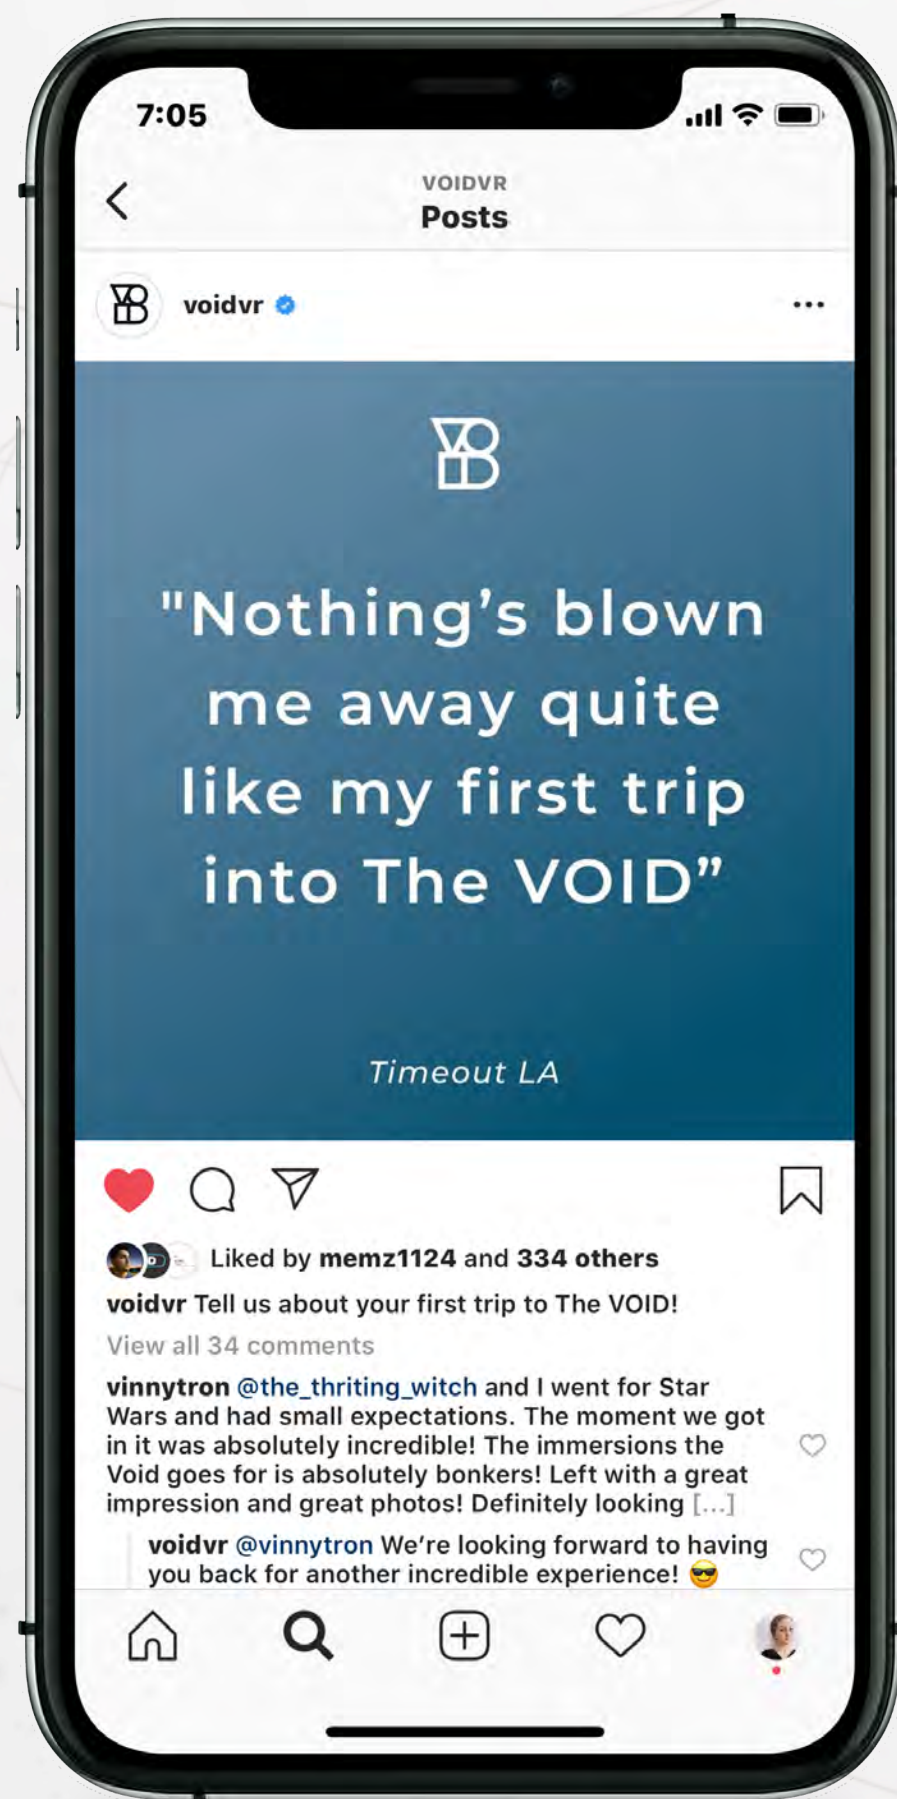 7:05
VOIDVR
Posts
voidvr
"Nothing’s blown
me away quite
like my first trip
into The VOID”
Timeout LA
Liked by memz1124 and 334 others
voidvr Tell us about your first trip to The VOID!
View all 34 comments
vinnytron @the_thriting_witch and I went for Star
Wars and had small expectations. The moment we got
in it was absolutely incredible! The immersions the
Void goes for is absolutely bonkers! Left with a great
impression and great photos! Definitely looking [...]
voidvr @vinnytron We’re looking forward to having
you back for another incredible experience! 😎